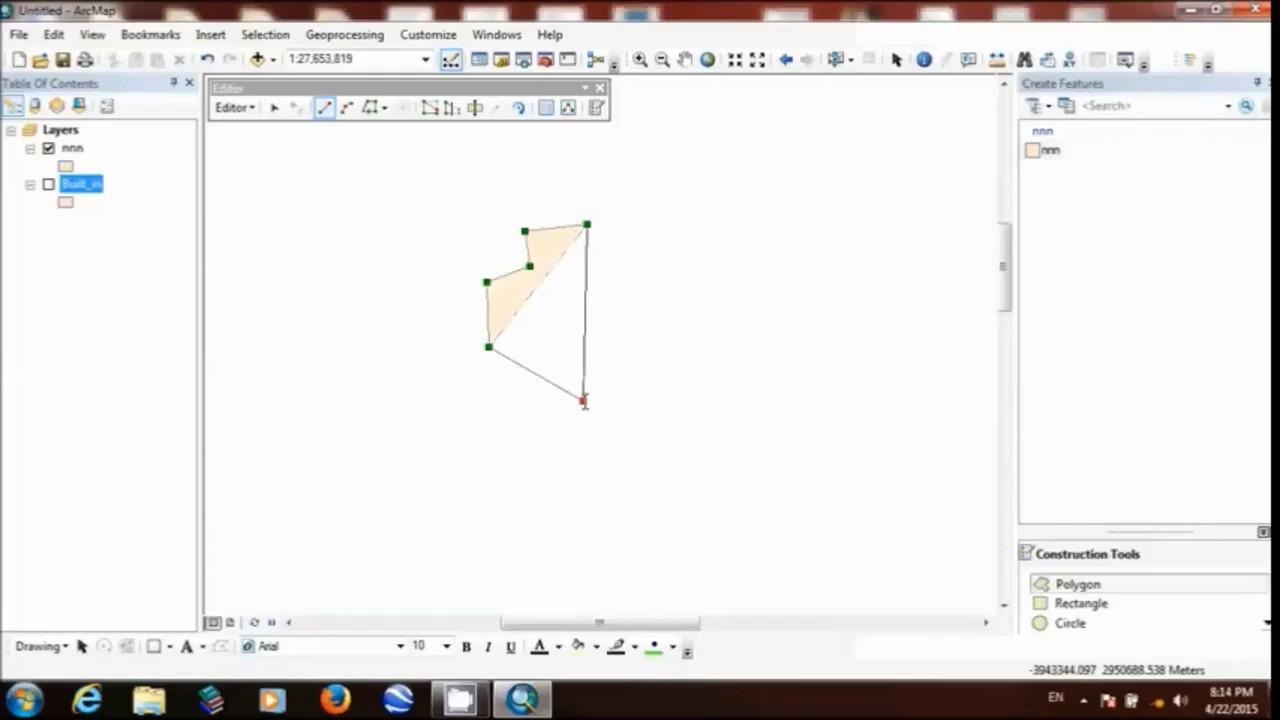 Untitled - ArcMap
File Edit View Bookmarks Insert Selection Geoprocessing Customize Windows Help
1:27,653,819
Table Of Contents
Editor
Create Features
Editor
<Search>
Layers
nnn
nnn
nnn
Construction Tools
Polygon
Rectangle
Circle
Drawing A Arial 10 B I U A
-3943344.097 2950688.538 Meters
EN
8:14 PM
4/22/2015